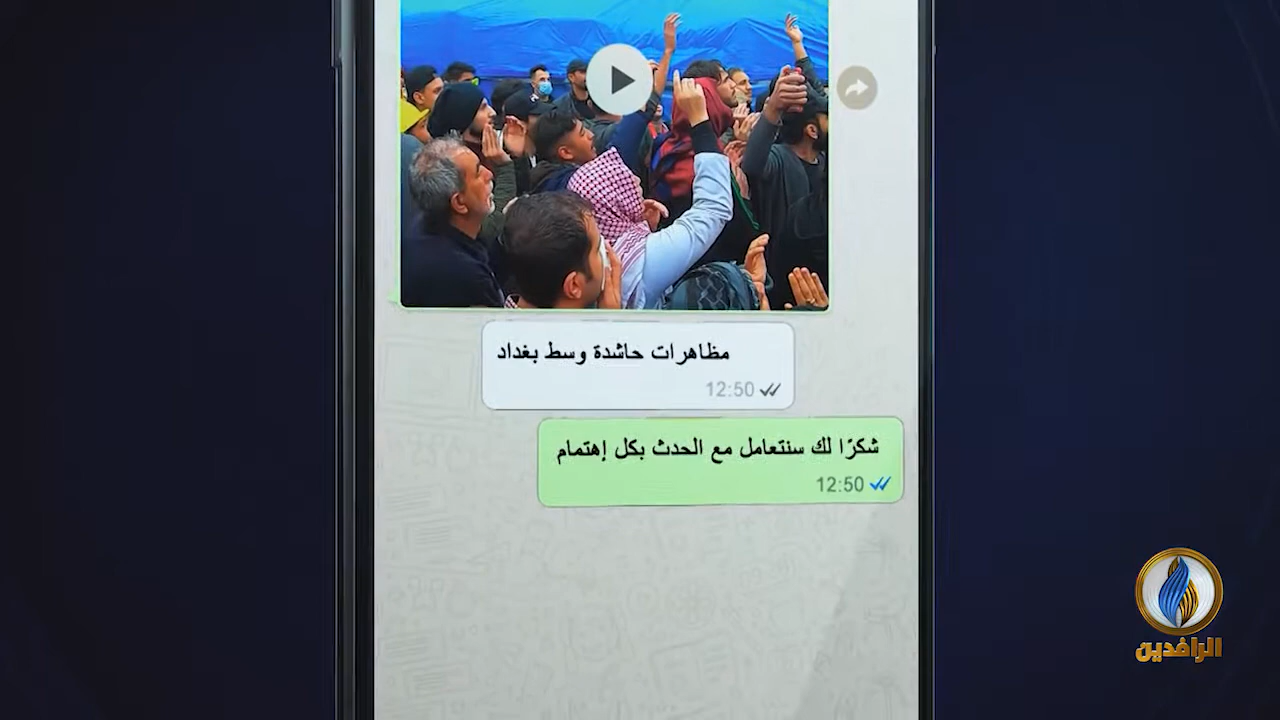 مظاهرات حاشدة وسط بغداد
12:50
شكرًا لك سنتعامل مع الحدث بكل إهتمام
12:50
الرافدين